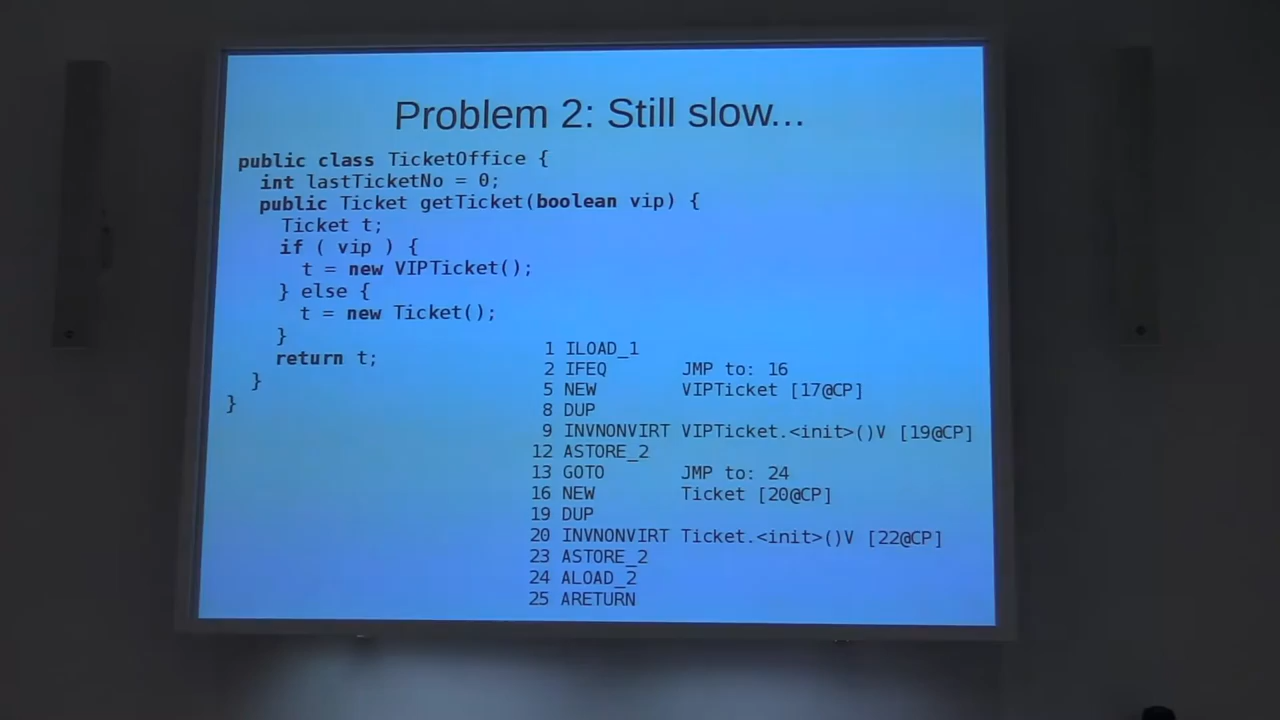 Problem 2: Still slow...
public class TicketOffice {
int lastTicketNo = 0;
public Ticket getTicket(boolean vip) {
Ticket t;
if ( vip ) {
t = new VIPTicket();
} else {
t = new Ticket();
}
return t;
}
}
1 ILOAD_1
2 IFEQ JMP to: 16
5 NEW VIPTicket [17@CP]
8 DUP
9 INVNONVIRT VIPTicket.<init>()V [19@CP]
12 ASTORE_2
13 GOTO JMP to: 24
16 NEW Ticket [20@CP]
19 DUP
20 INVNONVIRT Ticket.<init>()V [22@CP]
23 ASTORE_2
24 ALOAD_2
25 ARETURN